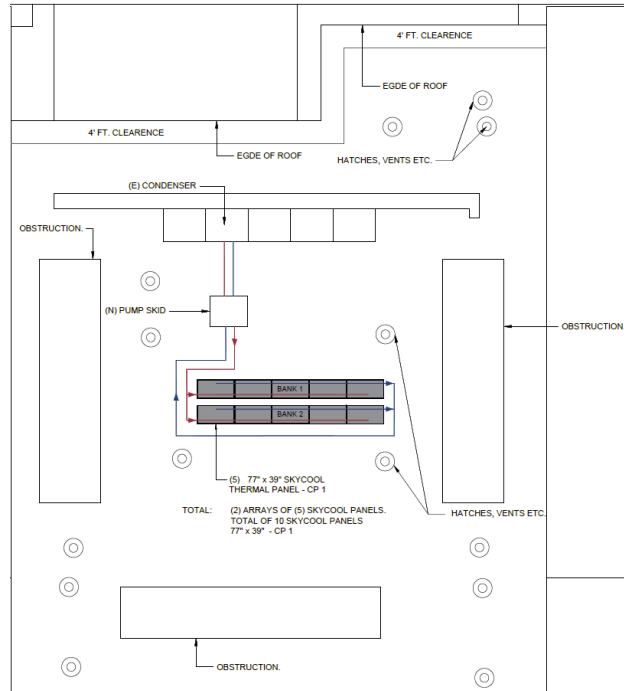 4' FT. CLEARENCE
EGDE OF ROOF
4' FT. CLEARENCE
EGDE OF ROOF
HATCHES, VENTS ETC.
(E) CONDENSER
OBSTRUCTION.
(N) PUMP SKID
OBSTRUCTION.
BANK 1
BANK 2
(5) 77" x 39" SKYCOOL
THERMAL PANEL - CP 1
TOTAL: (2) ARRAYS OF (5) SKYCOOL PANELS.
TOTAL OF 10 SKYCOOL PANELS
77" x 39" - CP 1
HATCHES, VENTS ETC.
OBSTRUCTION.